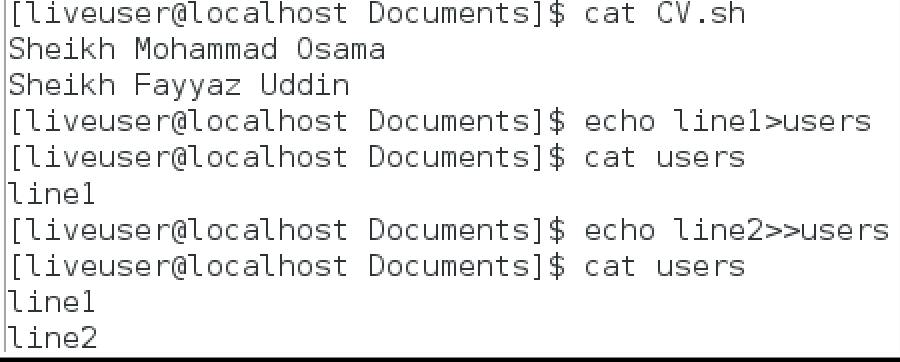 [liveuser@localhost Documents]$ cat CV.sh
Sheikh Mohammad Osama
Sheikh Fayyaz Uddin
[liveuser@localhost Documents]$ echo line1>users
[liveuser@localhost Documents]$ cat users
line1
[liveuser@localhost Documents]$ echo line2>>users
[liveuser@localhost Documents]$ cat users
line1
line2